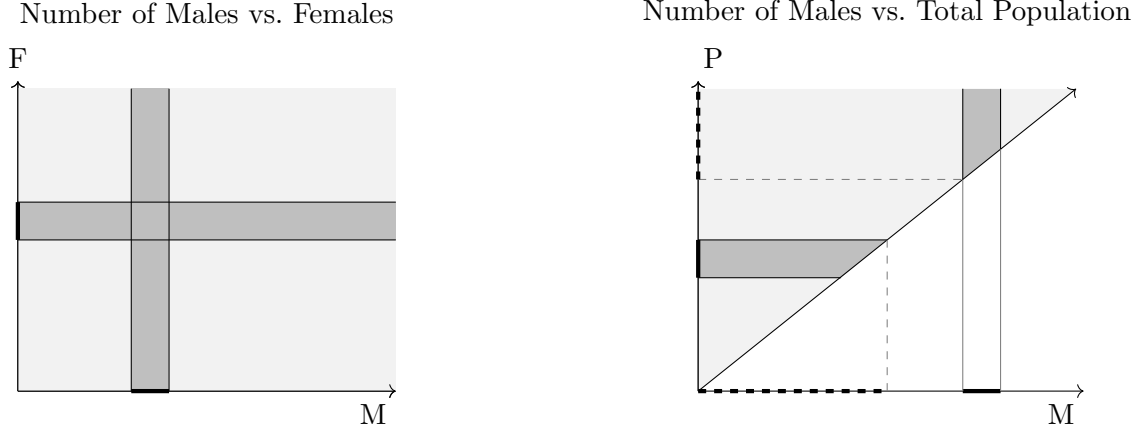 Number of Males vs. Females
F
M
Number of Males vs. Total Population
P
M